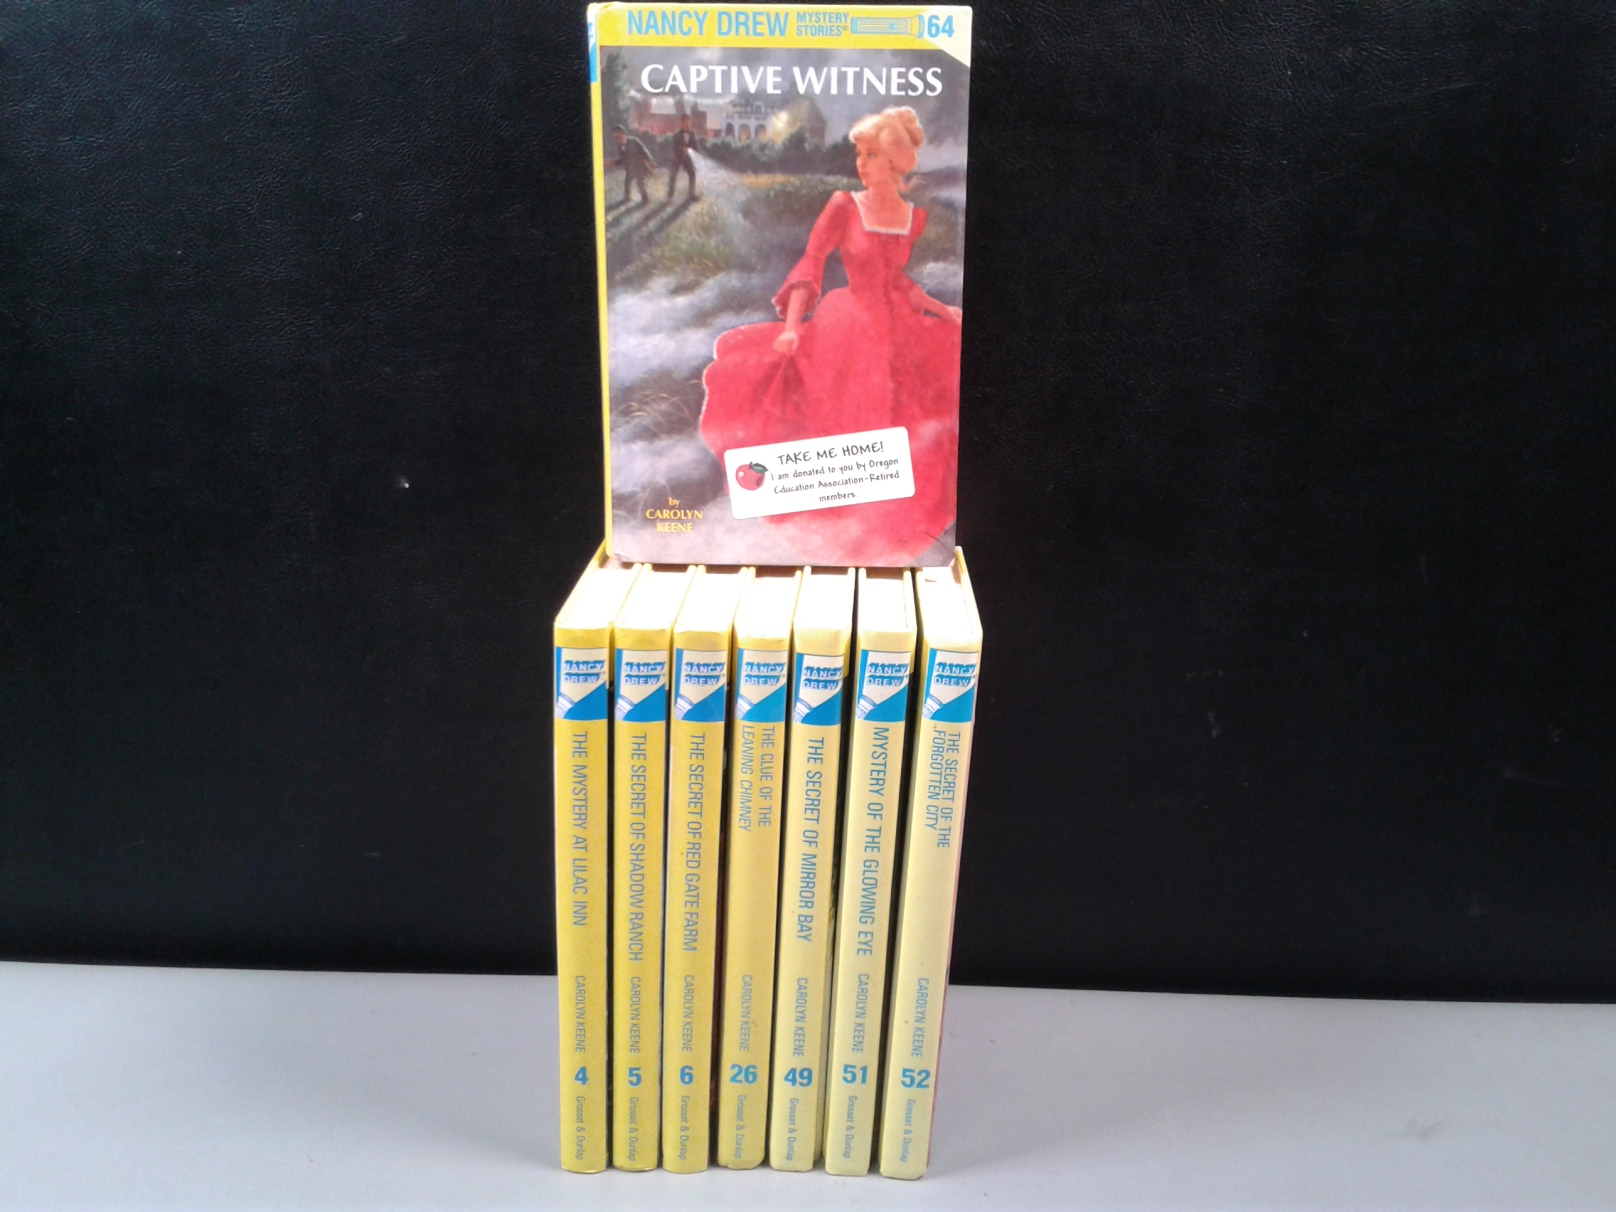 NANCY DREW MYSTERY STORIES® 64
CAPTIVE WITNESS
TAKE ME HOME!
I am donated to you by Oregon
Education Association-Retired
members.
by
CAROLYN
KEENE
NANCY
DREW
THE MYSTERY AT LILAC INN
CAROLYN KEENE
4
Grosset & Dunlap
NANCY
DREW
THE SECRET OF SHADOW RANCH
CAROLYN KEENE
5
Grosset & Dunlap
NANCY
DREW
THE SECRET OF RED GATE FARM
CAROLYN KEENE
6
Grosset & Dunlap
NANCY
DREW
THE CLUE OF THE
LEANING CHIMNEY
CAROLYN KEENE
26
Grosset & Dunlap
NANCY
DREW
THE SECRET OF MIRROR BAY
CAROLYN KEENE
49
Grosset & Dunlap
NANCY
DREW
MYSTERY OF THE GLOWING EYE
CAROLYN KEENE
51
Grosset & Dunlap
NANCY
DREW
THE SECRET OF THE
FORGOTTEN CITY
CAROLYN KEENE
52
Grosset & Dunlap